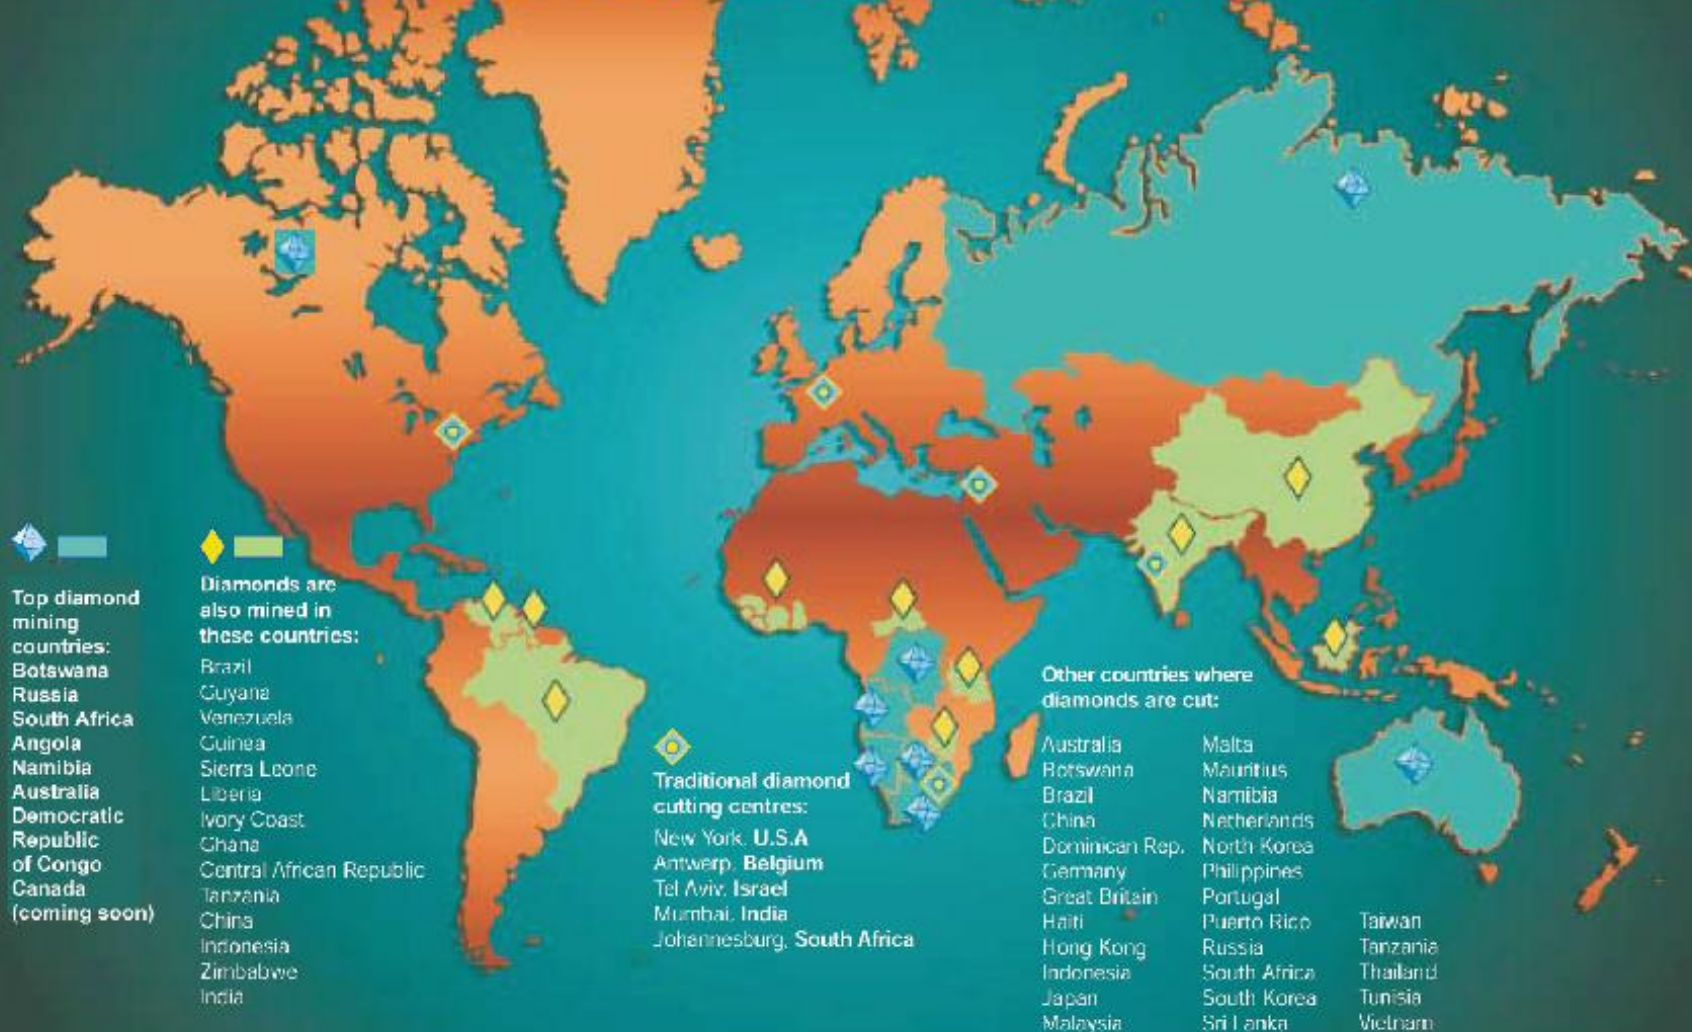 Top diamond
mining
countries:
Botswana
Russia
South Africa
Angola
Namibia
Australia
Democratic
Republic
of Congo
Canada
(coming soon)
Diamonds are
also mined in
these countries:
Brazil
Guyana
Venezuela
Guinea
Sierra Leone
Liberia
Ivory Coast
Ghana
Central African Republic
Tanzania
China
Indonesia
Zimbabwe
India
Traditional diamond
cutting centres:
New York, U.S.A
Antwerp, Belgium
Tel Aviv, Israel
Mumbai, India
Johannesburg, South Africa
Other countries where
diamonds are cut:
Australia
Botswana
Brazil
China
Dominican Rep.
Germany
Great Britain
Haiti
Hong Kong
Indonesia
Japan
Malaysia
Malta
Mauritius
Namibia
Netherlands
North Korea
Philippines
Portugal
Puerto Rico
Russia
South Africa
South Korea
Sri Lanka
Taiwan
Tanzania
Thailand
Tunisia
Vietnam